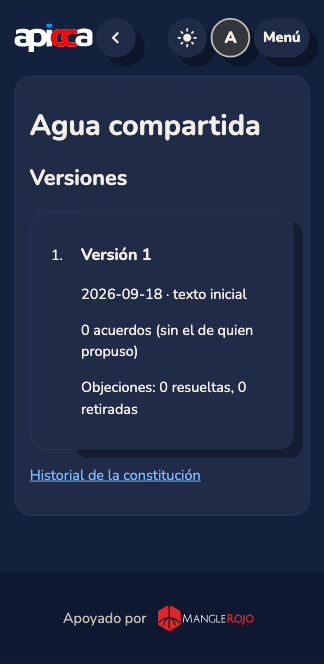 apicca
A
Menú
Agua compartida
Versiones
1. Versión 1
2026-09-18 · texto inicial
0 acuerdos (sin el de quien
propuso)
Objeciones: 0 resueltas, 0
retiradas
Historial de la constitución
Apoyado por MANGLEROJO